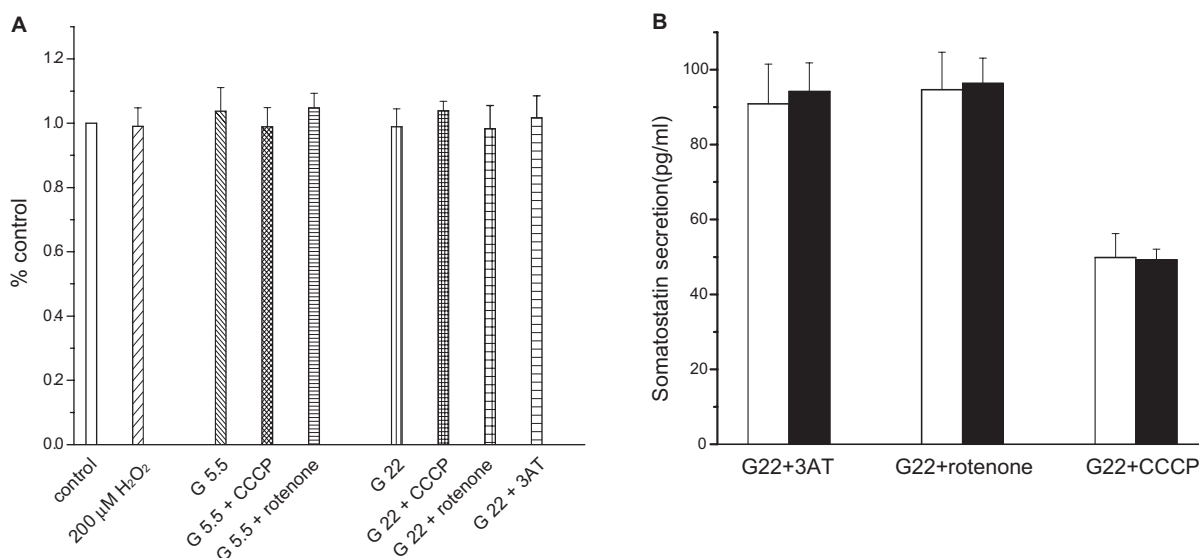 A
% control
1.2
1.0
0.8
0.6
0.4
0.2
0.0
control
200 μM H₂O₂
G 5.5
G 5.5 + CCCP
G 5.5 + rotenone
G 22
G 22 + CCCP
G 22 + rotenone
G 22 + 3AT
B
Somatostatin secretion(pg/ml)
100
80
60
40
20
0
G22+3AT
G22+rotenone
G22+CCCP